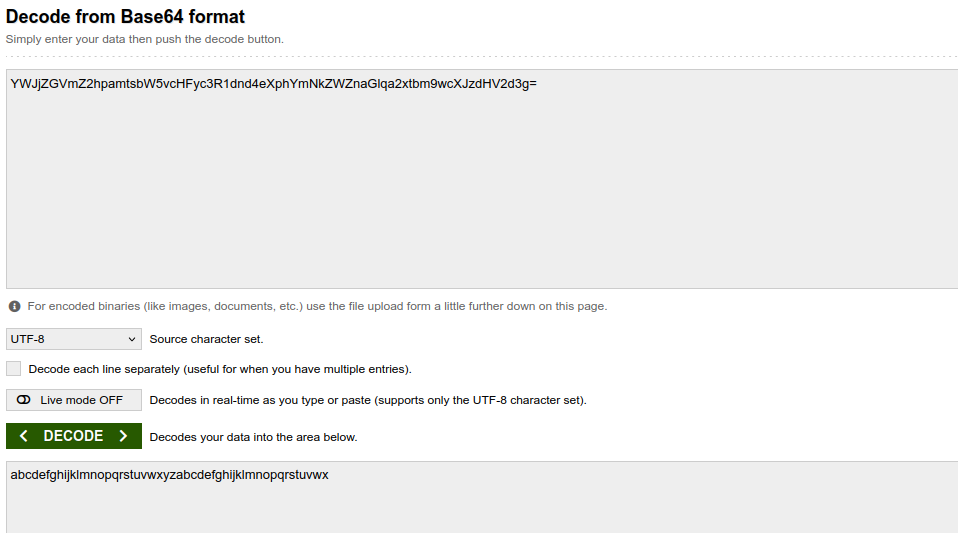 Decode from Base64 format
Simply enter your data then push the decode button.
YWJjZGVmZ2hpamtsbW5vcHFyc3R1dnd4eXphYmNkZWZnaGlqa2xtbm9wcXJzdHV2d3g=
For encoded binaries (like images, documents, etc.) use the file upload form a little further down on this page.
UTF-8 Source character set.
Decode each line separately (useful for when you have multiple entries).
Live mode OFF Decodes in real-time as you type or paste (supports only the UTF-8 character set).
DECODE Decodes your data into the area below.
abcdefghijklmnopqrstuvwxyzabcdefghijklmnopqrstuvwx